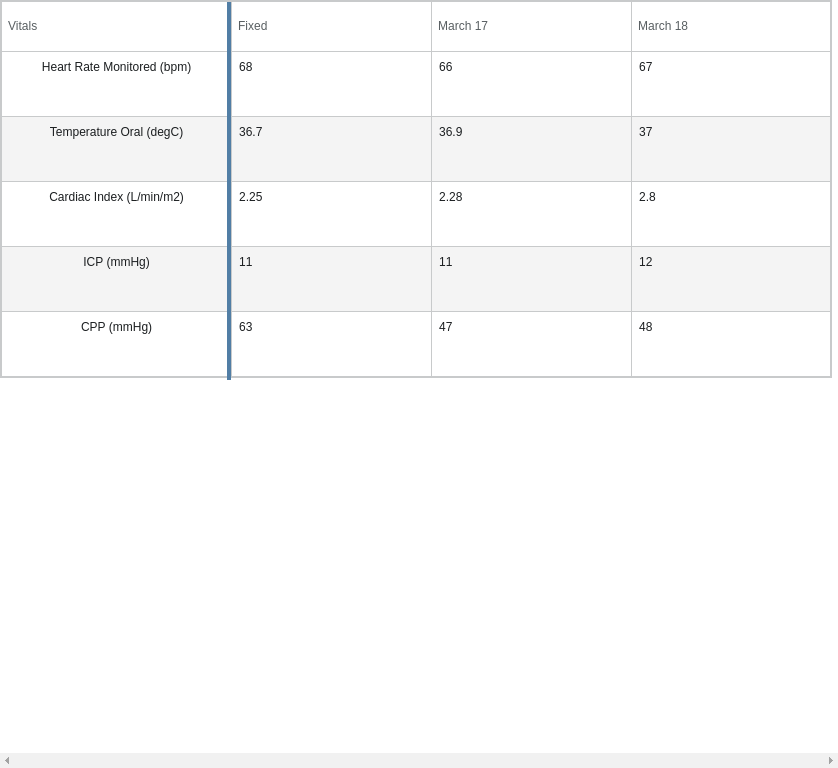 Vitals Fixed March 17 March 18
Heart Rate Monitored (bpm) 68 66 67
Temperature Oral (degC) 36.7 36.9 37
Cardiac Index (L/min/m2) 2.25 2.28 2.8
ICP (mmHg) 11 11 12
CPP (mmHg) 63 47 48